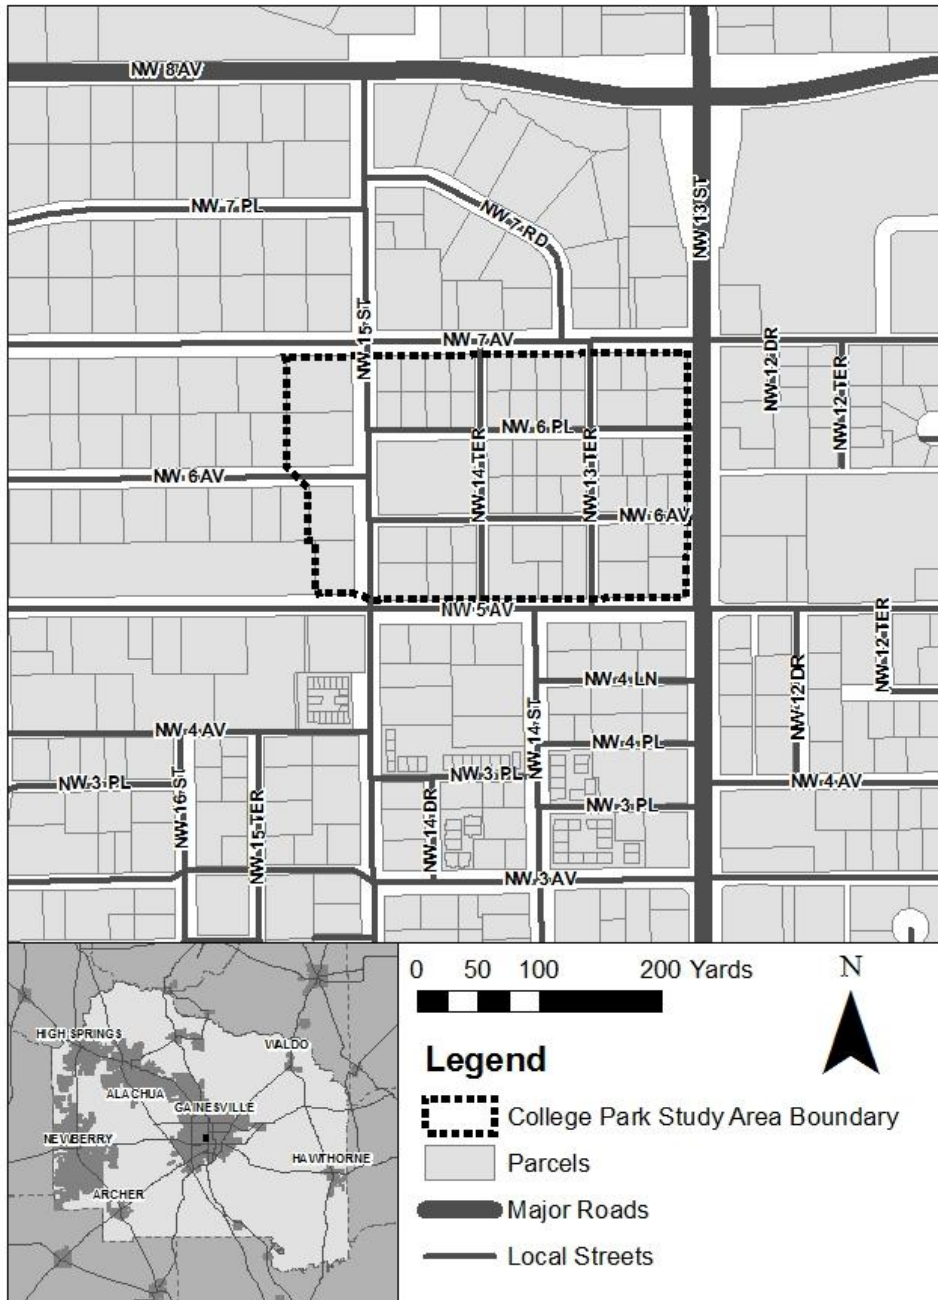 NW 8 AV
NW 13 ST
NW 7 PL
NW 7 RD
NW 15 ST
NW 7 AV
NW 12 DR
NW 12 TER
NW 6 PL
NW 14 TER
NW 13 TER
NW 6 AV
NW 6 AV
NW 5 AV
NW 12 TER
NW 4 LN
NW 12 DR
NW 14 ST
NW 4 AV
NW 4 PL
NW 3 PL
NW 3 PL
NW 4 AV
NW 16 ST
NW 15 TER
NW 14 DR
NW 3 PL
NW 3 AV
HIGH SPRINGS
WALDO
ALACHUA
GAINESVILLE
NEWBERRY
HAWTHORNE
ARCHER
0 50 100 200 Yards
N
Legend
College Park Study Area Boundary
Parcels
Major Roads
Local Streets